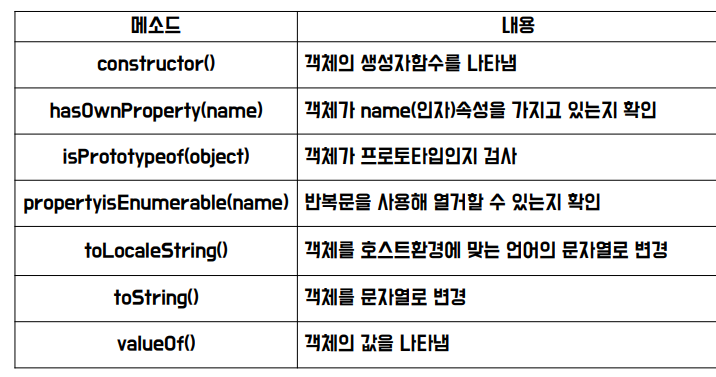 메소드 내용
constructor() 객체의 생성자함수를 나타냄
hasOwnProperty(name) 객체가 name(인자)속성을 가지고 있는지 확인
isPrototypeof(object) 객체가 프로토타입인지 검사
propertyisEnumerable(name) 반복문을 사용해 열거할 수 있는지 확인
toLocaleString() 객체를 호스트환경에 맞는 언어의 문자열로 변경
toString() 객체를 문자열로 변경
valueOf() 객체의 값을 나타냄